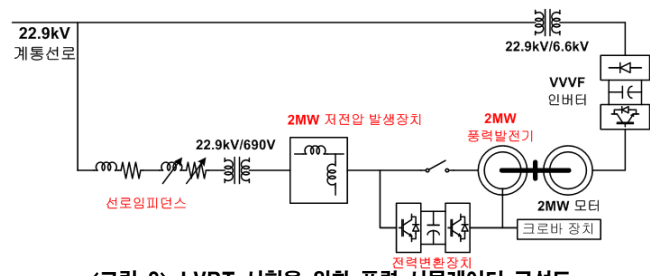 22.9kV
계통선로
22.9kV/6.6kV
VVVF
인버터
22.9kV/690V
2MW 저전압 발생장치
2MW
풍력발전기
선로임피던스
2MW 모터
크로바 장치
전력변환장치